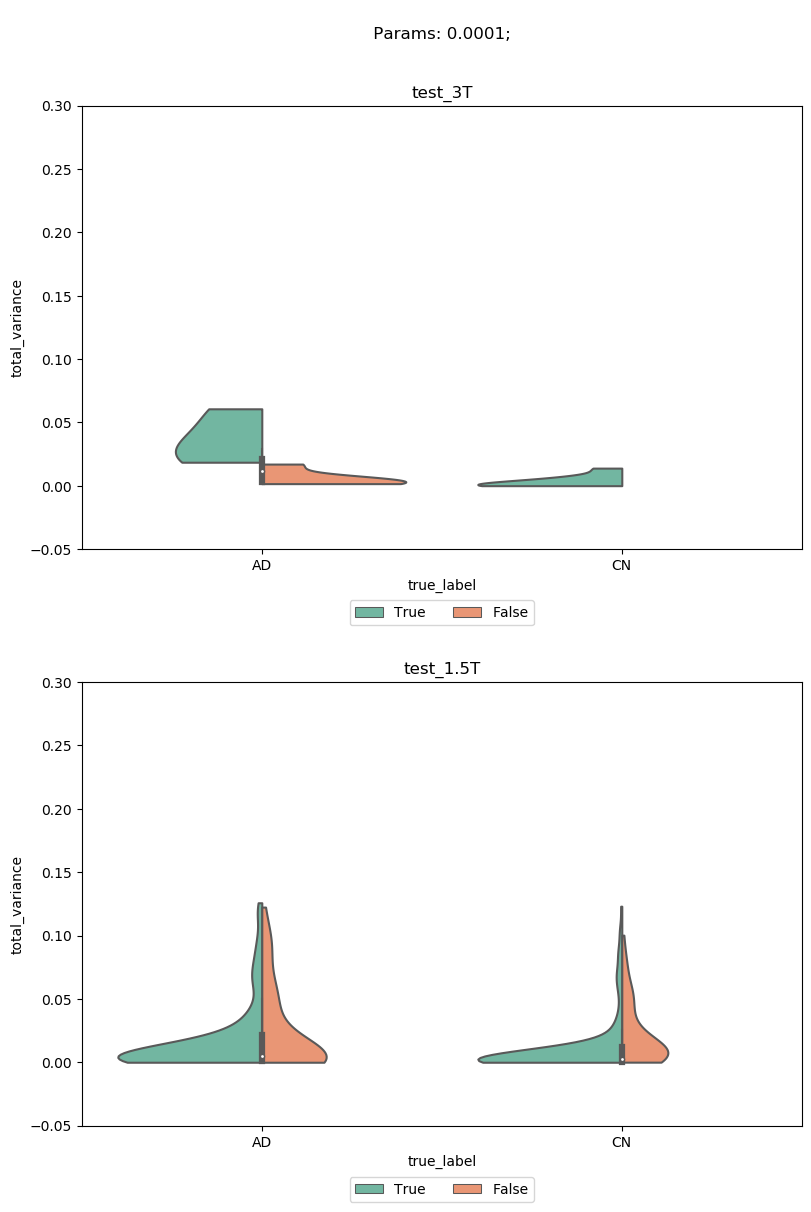 Params: 0.0001;
test_3T
0.30
0.25
0.20
0.15
0.10
0.05
0.00
−0.05
total_variance
AD CN
true_label
True False
test_1.5T
0.30
0.25
0.20
0.15
0.10
0.05
0.00
−0.05
total_variance
AD CN
true_label
True False